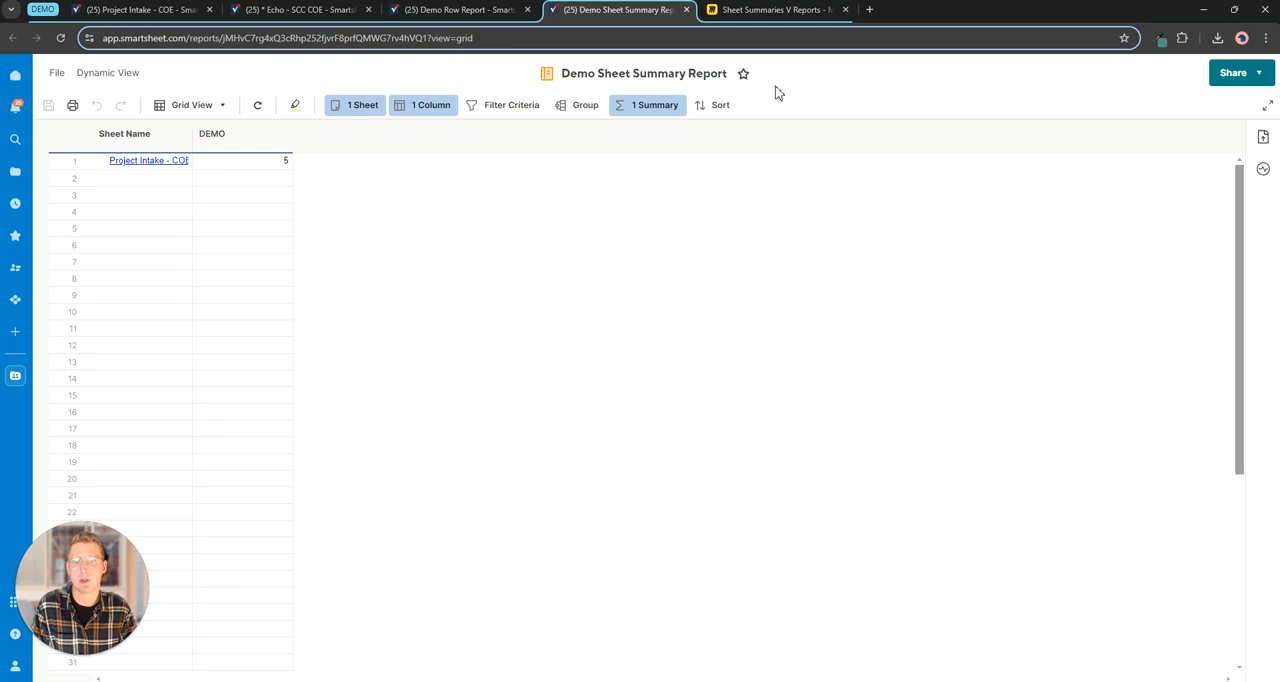 DEMO
(25) Project Intake - COE - Sma
(25) * Echo - SCC COE - Smarts
(25) Demo Row Report - Smart
(25) Demo Sheet Summary Rep
Sheet Summaries V Reports - M
app.smartsheet.com/reports/jMHvC7rg4xQ3cRhp252fjvrF8prfQMWG7rv4hVQ1?view=grid
File
Dynamic View
Demo Sheet Summary Report
Share
Grid View
1 Sheet
1 Column
Filter Criteria
Group
1 Summary
Sort
Sheet Name
DEMO
1
Project Intake - COE
5
2
3
4
5
6
7
8
9
10
11
12
13
14
15
16
17
18
19
20
21
22
31